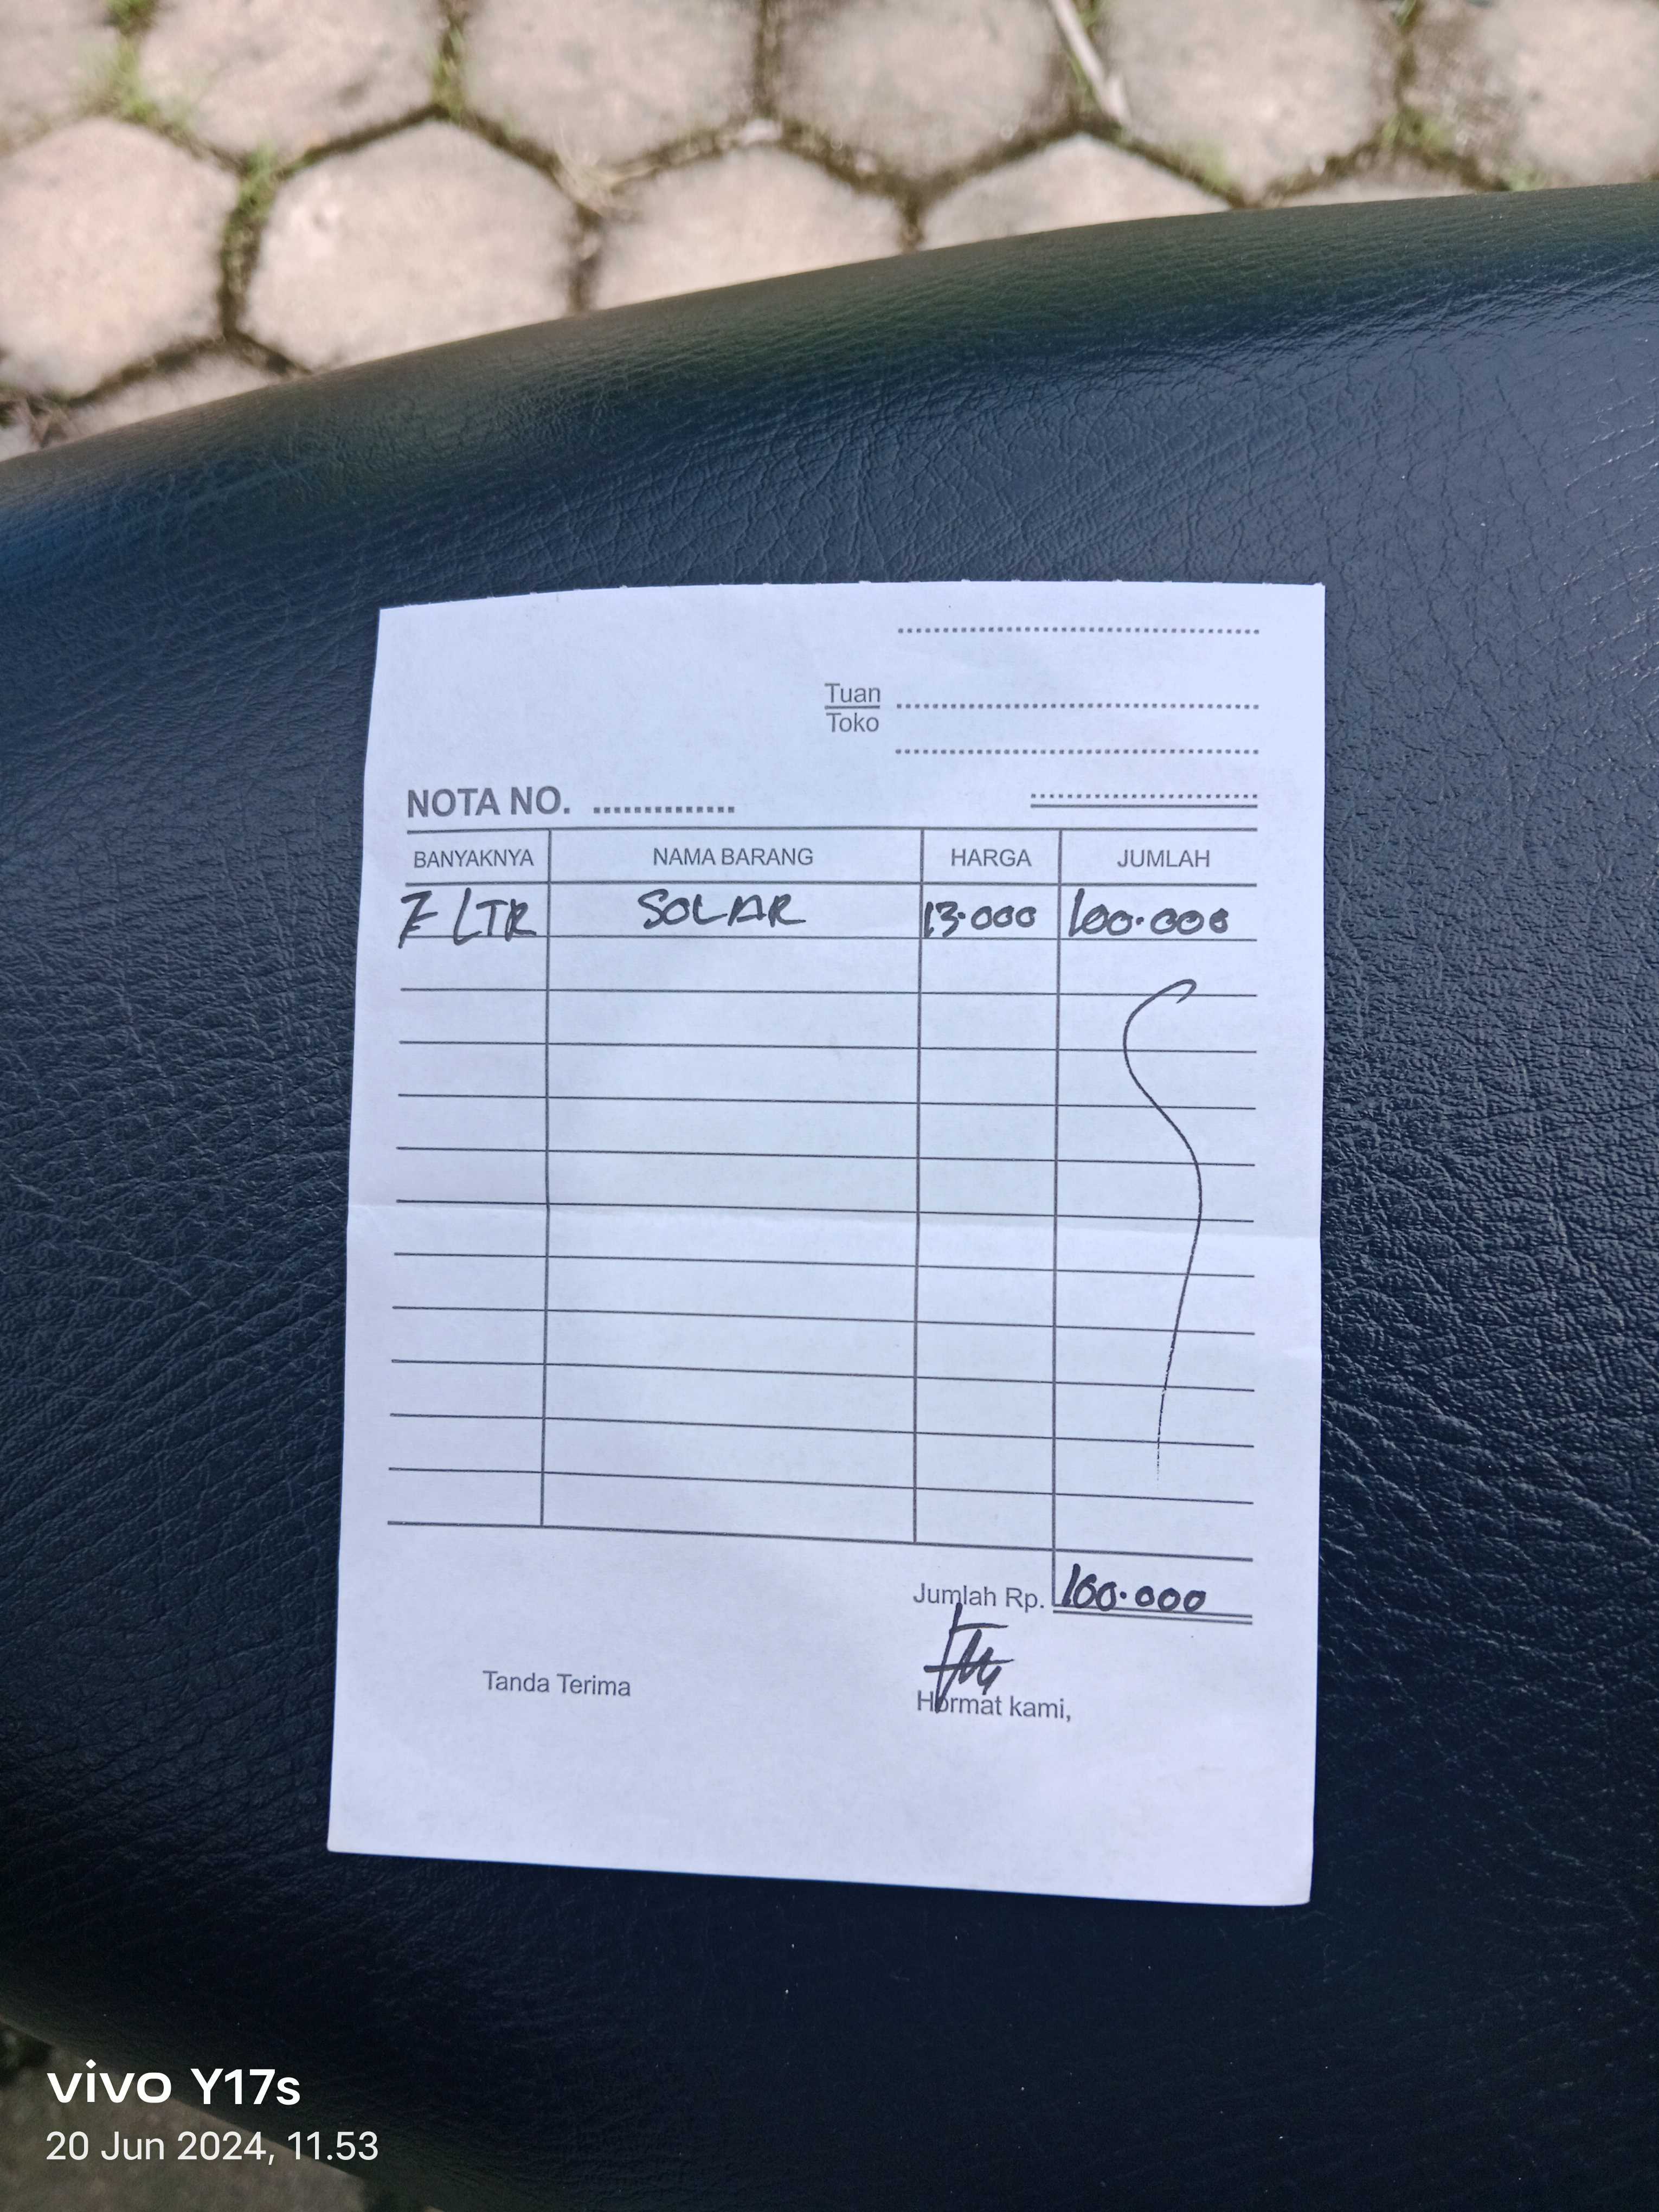 Tuan
Toko
NOTA NO. ..............
BANYAKNYA NAMA BARANG HARGA JUMLAH
7 LTR SOLAR 13.000 100.000
Jumlah Rp. 100.000
Tanda Terima Hormat kami,
vivo Y17s
20 Jun 2024, 11.53